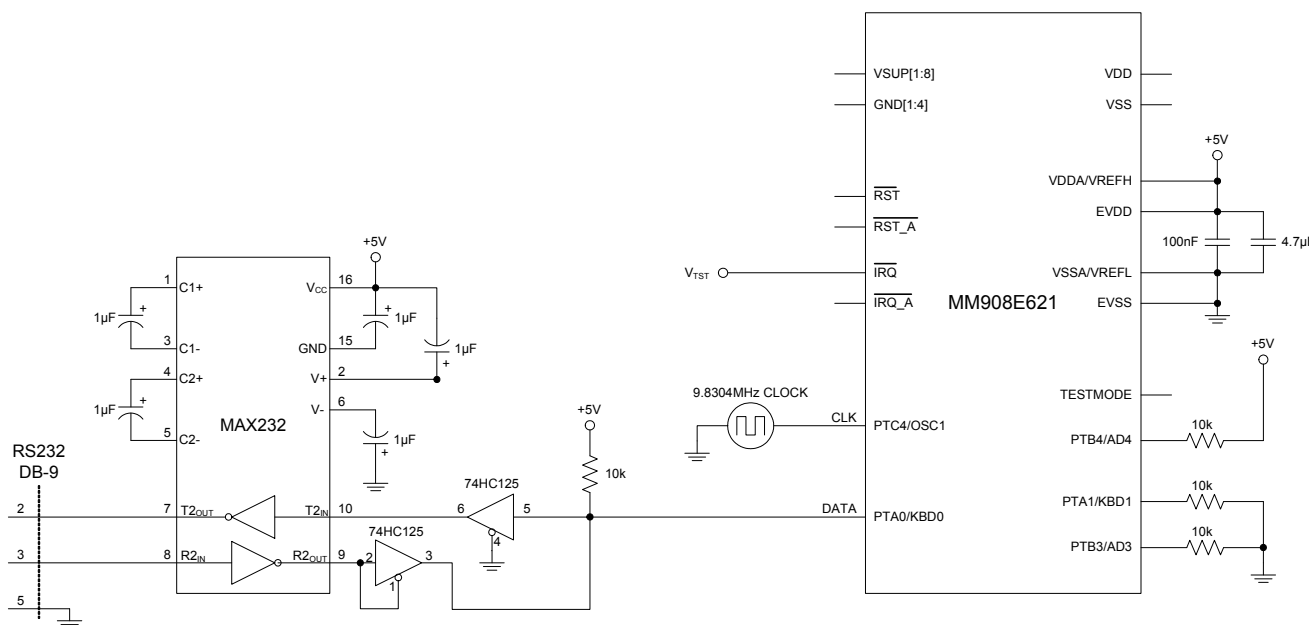 VSUP[1:8]
GND[1:4]
RST
RST_A
IRQ
IRQ_A
VTST
MM908E621
VDD
VSS
+5V
VDDA/VREFH
EVDD
100nF
4.7µ
VSSA/VREFL
EVSS
+5V
TESTMODE
PTB4/AD4
10k
PTA1/KBD1
10k
PTB3/AD3
10k
9.8304MHz CLOCK
CLK
PTC4/OSC1
DATA
PTA0/KBD0
+5V
1
C1+
1µF
+
3
C1-
4
C2+
1µF
+
5
C2-
MAX232
VCC
16
+
1µF
GND
15
1µF
+
V+
2
V-
6
1µF
+
+5V
10k
RS232
DB-9
2
7
T2OUT
T2IN
10
74HC125
6
5
4
3
8
R2IN
R2OUT
9
74HC125
2
3
1
5